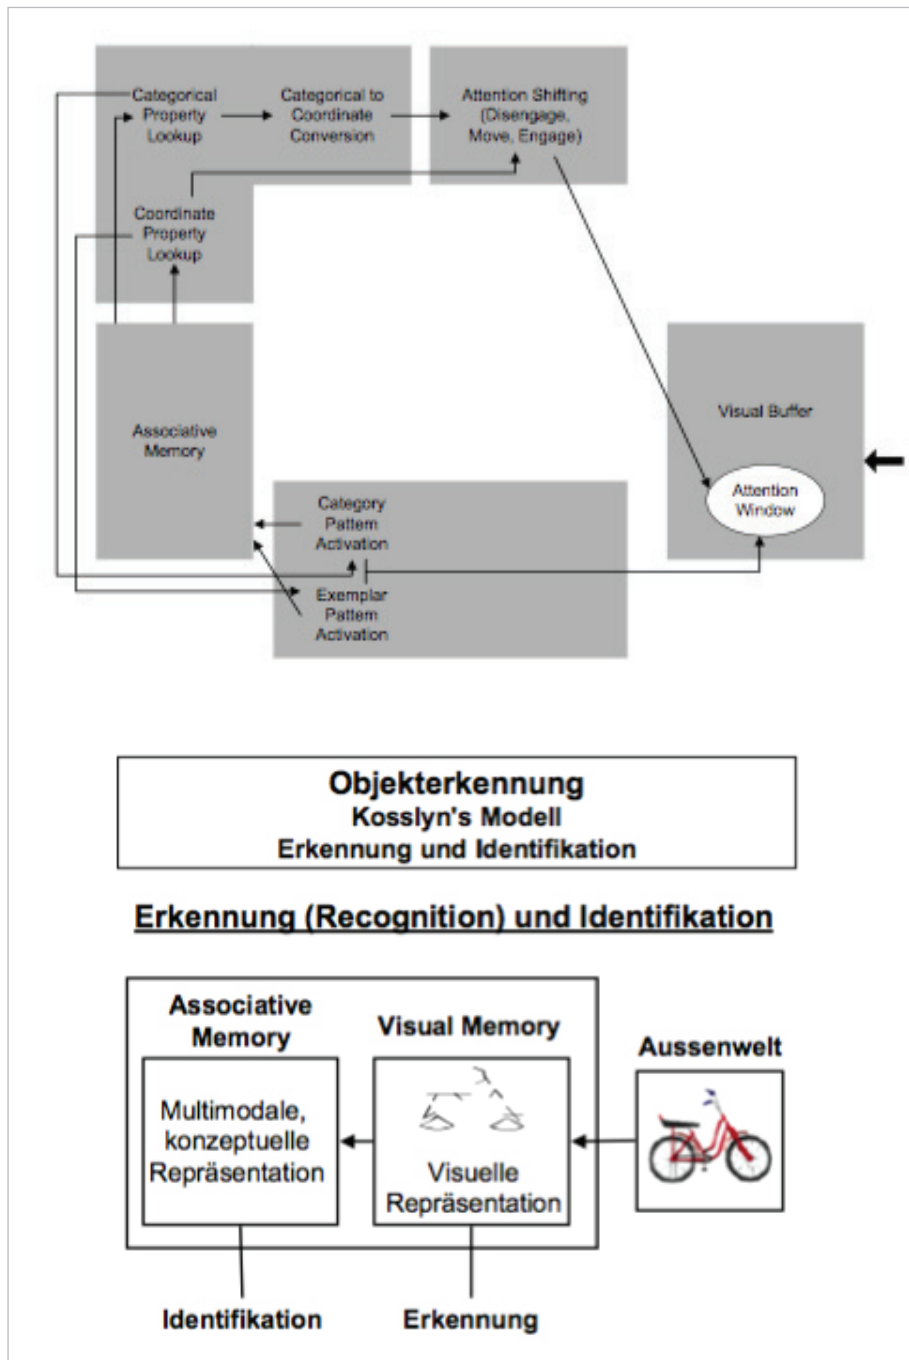 Categorical
Property
Lookup
Categorical to
Coordinate
Conversion
Attention Shifting
(Disengage,
Move, Engage)
Coordinate
Property
Lookup
Associative
Memory
Visual Buffer
Attention
Window
Category
Pattern
Activation
Exemplar
Pattern
Activation
Objekterkennung
Kosslyn's Modell
Erkennung und Identifikation
Erkennung (Recognition) und Identifikation
Associative
Memory
Visual Memory
Aussenwelt
Multimodale,
konzeptuelle
Repräsentation
Visuelle
Repräsentation
Identifikation
Erkennung